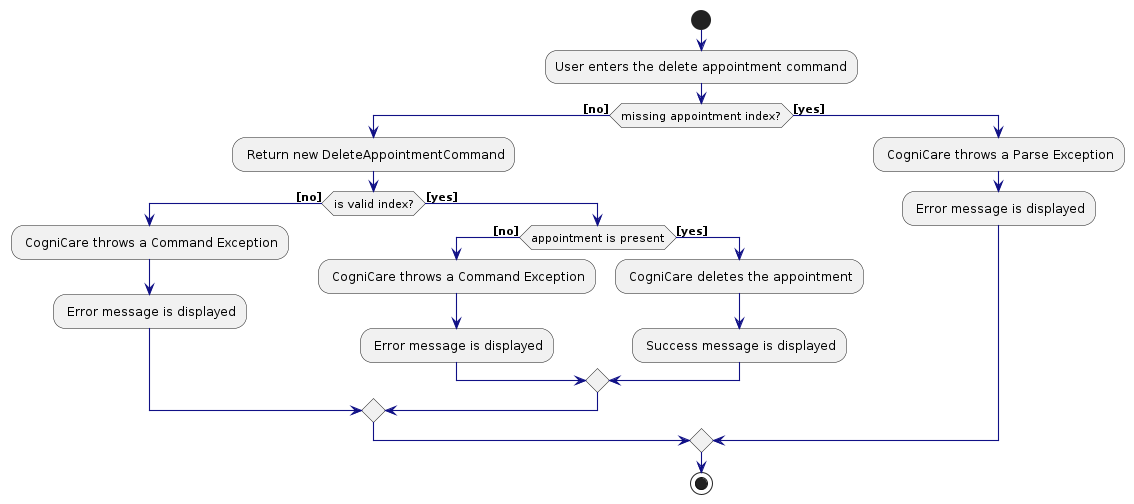 User enters the delete appointment command
[no]
missing appointment index?
[yes]
Return new DeleteAppointmentCommand
CogniCare throws a Parse Exception
[no]
is valid index?
[yes]
Error message is displayed
CogniCare throws a Command Exception
[no]
appointment is present
[yes]
CogniCare throws a Command Exception
CogniCare deletes the appointment
Error message is displayed
Error message is displayed
Success message is displayed